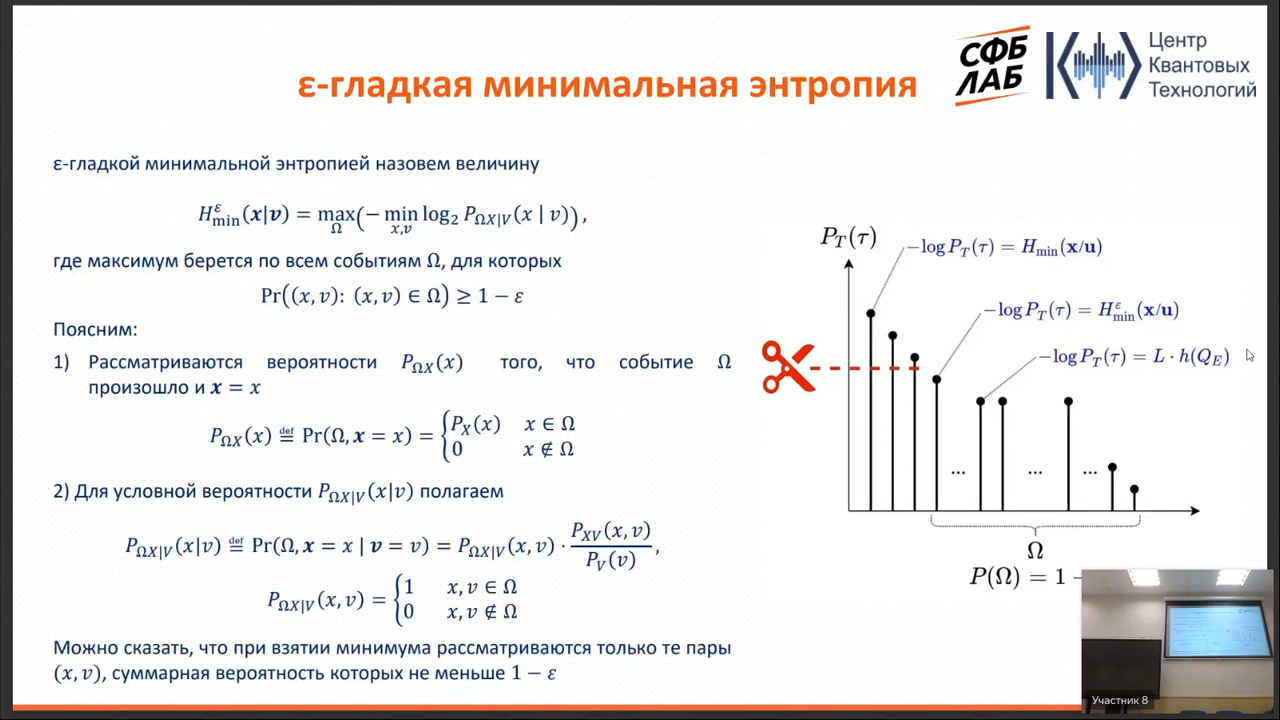 СФБ
ЛАБ
Центр
Квантовых
Технологий
ε-гладкая минимальная энтропия
ε-гладкой минимальной энтропией назовем величину
H^ε_min(x|v) = max_Ω(− min_{x,v} log₂ P_{ΩX|V}(x | v)),
где максимум берется по всем событиям Ω, для которых
Pr((x, v): (x, v) ∈ Ω) ≥ 1 − ε
Поясним:
1) Рассматриваются вероятности P_{ΩX}(x) того, что событие Ω
произошло и x = x
P_{ΩX}(x) ≝ Pr(Ω, x = x) = { P_X(x) x ∈ Ω
0 x ∉ Ω
2) Для условной вероятности P_{ΩX|V}(x|v) полагаем
P_{ΩX|V}(x|v) ≝ Pr(Ω, x = x | v = v) = P_{ΩX|V}(x, v) · P_{XV}(x, v) / P_V(v),
P_{ΩX|V}(x, v) = { 1 x, v ∈ Ω
0 x, v ∉ Ω
Можно сказать, что при взятии минимума рассматриваются только те пары
(x, v), суммарная вероятность которых не меньше 1 − ε
P_T(τ)
−log P_T(τ) = H_min(x/u)
−log P_T(τ) = H^ε_min(x/u)
−log P_T(τ) = L · h(Q_E)
... ... ...
Ω
P(Ω) = 1 −
Участник 8